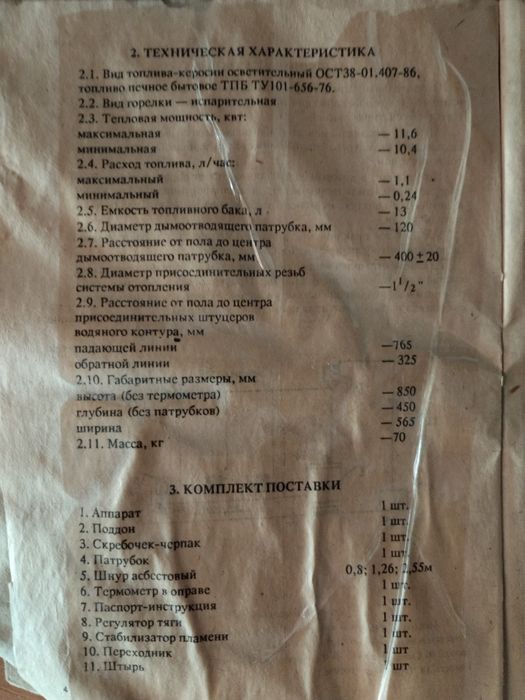 2. ТЕХНИЧЕСКАЯ ХАРАКТЕРИСТИКА
2.1. Вид топлива-керосин осветительный ОСТ38-01.407-86,
топливо печное бытовое ТПБ ТУ101-656-76.
2.2. Вид горелки — испарительная
2.3. Тепловая мощность, квт:
максимальная — 11,6
минимальная — 10,4
2.4. Расход топлива, л/час:
максимальный — 1,1
минимальный — 0,24
2.5. Емкость топливного бака, л — 13
2.6. Диаметр дымоотводящего патрубка, мм — 120
2.7. Расстояние от пола до центра
дымоотводящего патрубка, мм — 400 ± 20
2.8. Диаметр присоединительных резьб
системы отопления —1 1/2"
2.9. Расстояние от пола до центра
присоединительных штуцеров
водяного контура, мм
падающей линии —765
обратной линии — 325
2.10. Габаритные размеры, мм
высота (без термометра) — 850
глубина (без патрубков) — 450
ширина — 565
2.11. Масса, кг —70
3. КОМПЛЕКТ ПОСТАВКИ
1. Аппарат 1 шт.
2. Поддон 1 шт.
3. Скребочек-черпак 1 шт.
4. Патрубок 1 шт
5. Шнур асбестовый 0,8; 1,26; 2,55м
6. Термометр в оправе 1 шт.
7. Паспорт-инструкция 1 шт.
8. Регулятор тяги 1 шт.
9. Стабилизатор пламени 1 шт.
10. Переходник 1 шт
11. Штырь 1 шт
4